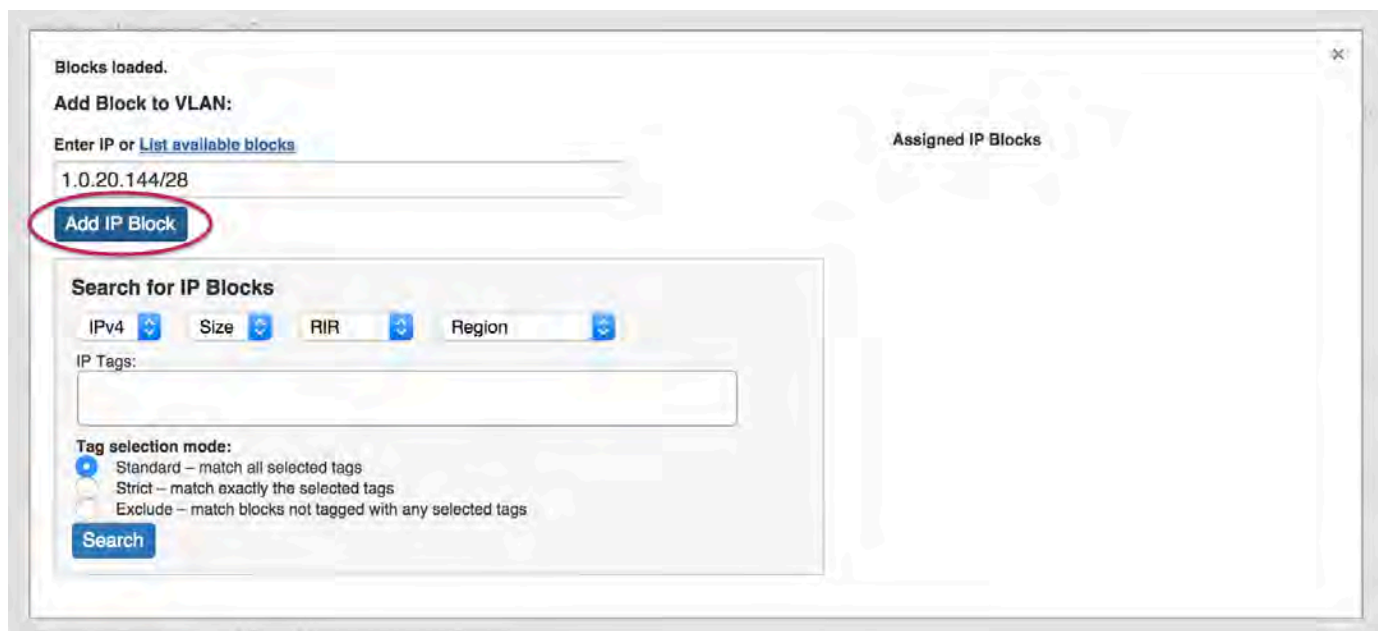 ×
Blocks loaded.
Add Block to VLAN:
Enter IP or List available blocks
Assigned IP Blocks
1.0.20.144/28
Add IP Block
Search for IP Blocks
IPv4 Size RIR Region
IP Tags:
Tag selection mode:
Standard – match all selected tags
Strict – match exactly the selected tags
Exclude – match blocks not tagged with any selected tags
Search